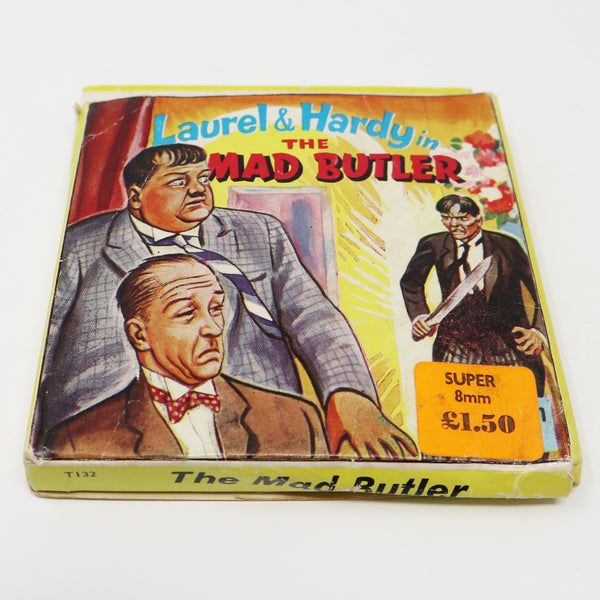 Laurel & Hardy in
THE
MAD BUTLER
SUPER
8mm
£1.50
T132
The Mad Butler